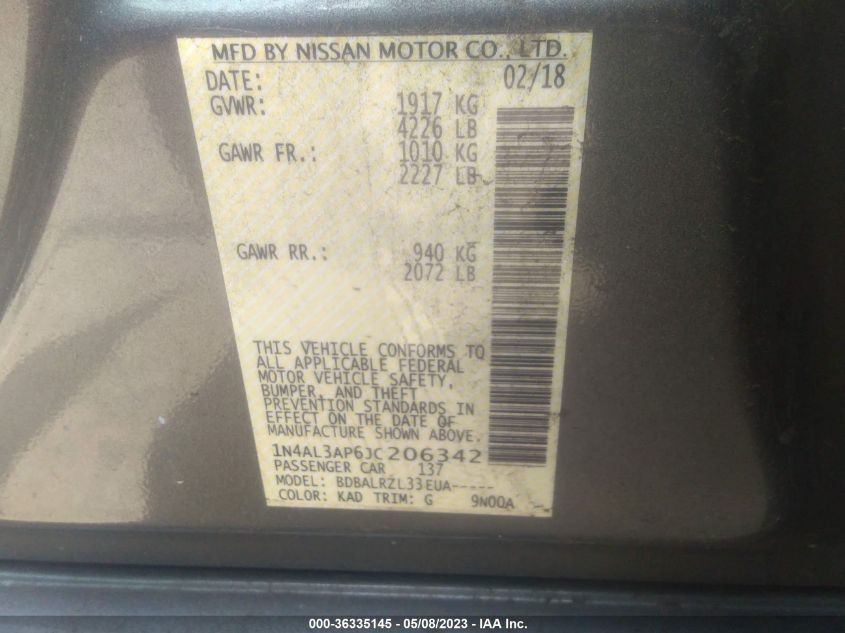 MFD BY NISSAN MOTOR CO., LTD.
DATE: 02/18
GVWR: 1917 KG
4226 LB
GAWR FR.: 1010 KG
2227 LB
GAWR RR.: 940 KG
2072 LB
THIS VEHICLE CONFORMS TO
ALL APPLICABLE FEDERAL
MOTOR VEHICLE SAFETY,
BUMPER, AND THEFT
PREVENTION STANDARDS IN
EFFECT ON THE DATE OF
MANUFACTURE SHOWN ABOVE.
1N4AL3AP6JC206342
PASSENGER CAR 137
MODEL: BDBALRZL33EUA-----
COLOR: KAD TRIM: G 9N00A
000-36335145 - 05/08/2023 - IAA Inc.